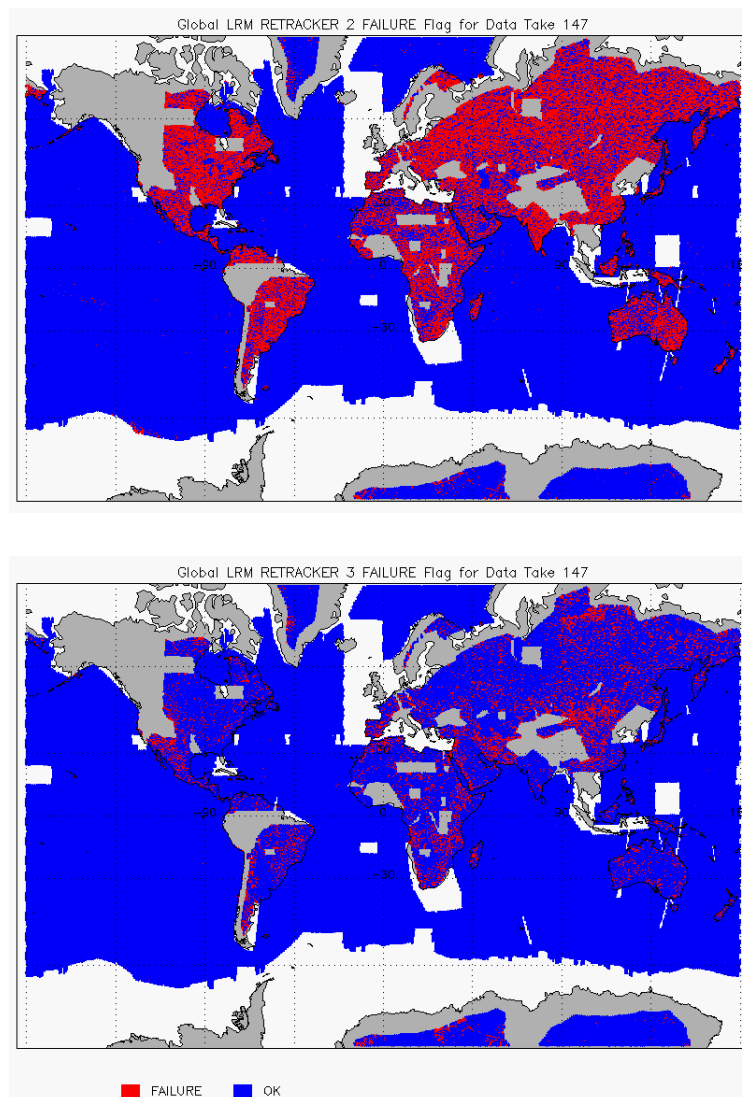 Global LRM RETRACKER 2 FAILURE Flag for Data Take 147
Global LRM RETRACKER 3 FAILURE Flag for Data Take 147
FAILURE OK